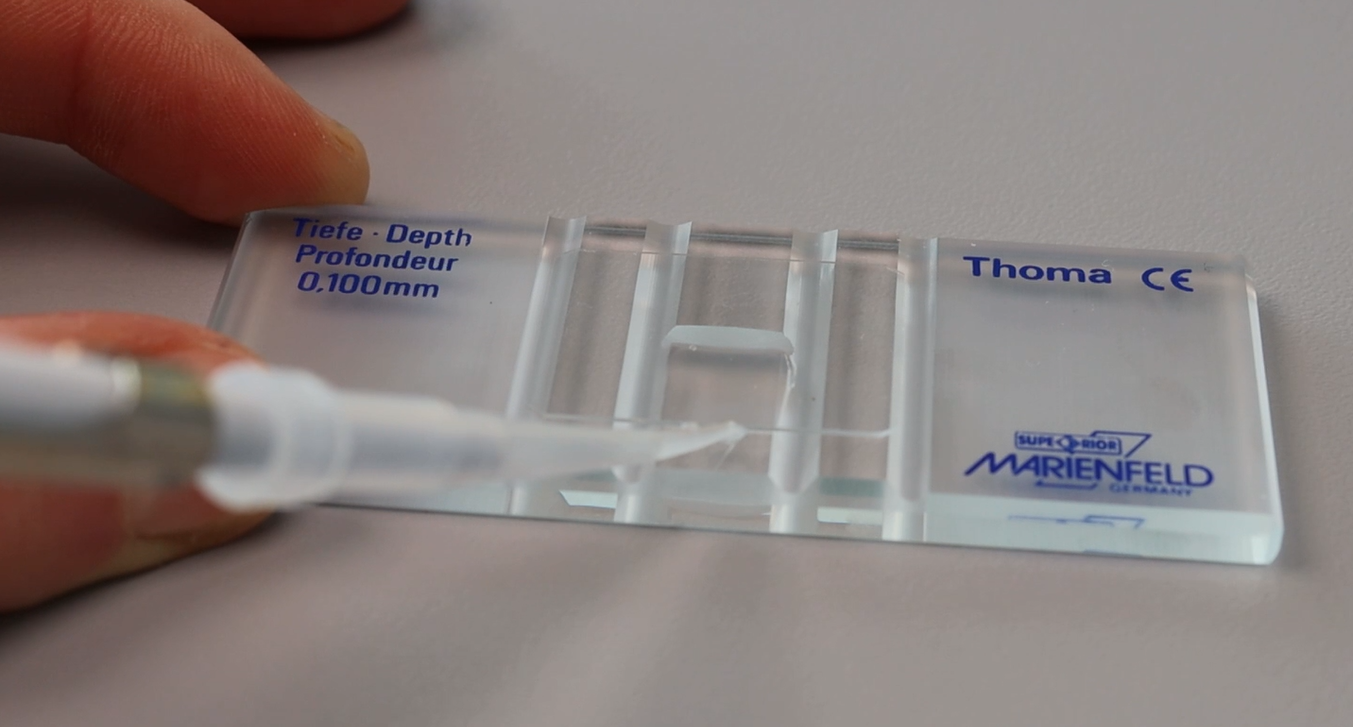 Tiefe · Depth
Profondeur
0,100mm
Thoma CE
SUPERIOR
MARIENFELD
GERMANY